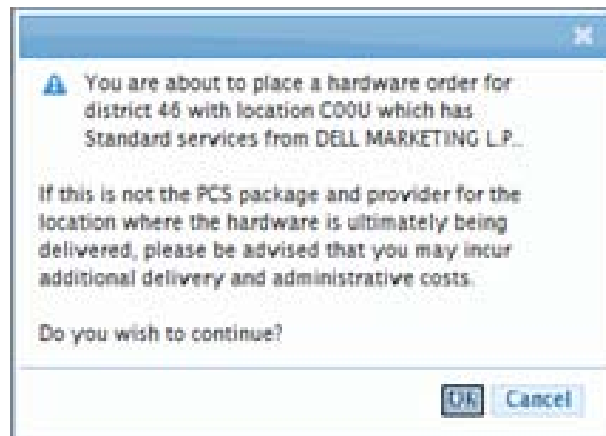 You are about to place a hardware order for
district 46 with location C00U which has
Standard services from DELL MARKETING L.P..
If this is not the PCS package and provider for the
location where the hardware is ultimately being
delivered, please be advised that you may incur
additional delivery and administrative costs.
Do you wish to continue?
OK Cancel